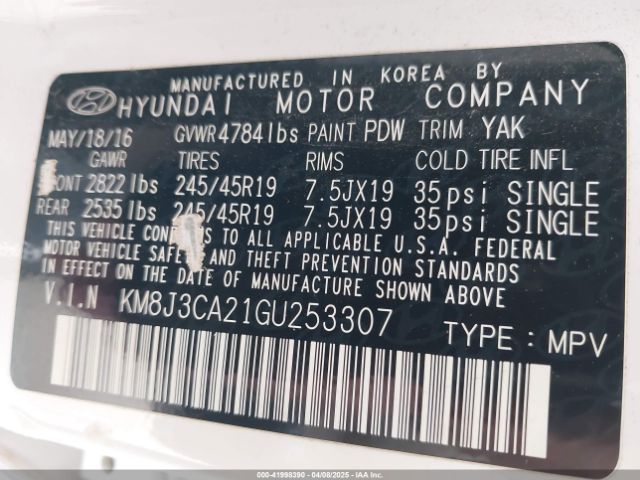 MANUFACTURED IN KOREA BY
HYUNDAI MOTOR COMPANY
MAY/18/16 GVWR 4784 lbs PAINT PDW TRIM YAK
GAWR TIRES RIMS COLD TIRE INFL
2822 lbs 245/45R19 7.5JX19 35psi SINGLE
REAR 2535 lbs 245/45R19 7.5JX19 35psi SINGLE
THIS VEHICLE TO ALL APPLICABLE U.S.A. FEDERAL
MOTOR VEHICLE AND THEFT PREVENTION STANDARDS
IN EFFECT ON THE DATE OF MANUFACTURE SHOWN ABOVE
V.I.N KM8J3CA21GU253307 TYPE : MPV
000-41998390 04/08/2025 IAA, Inc.